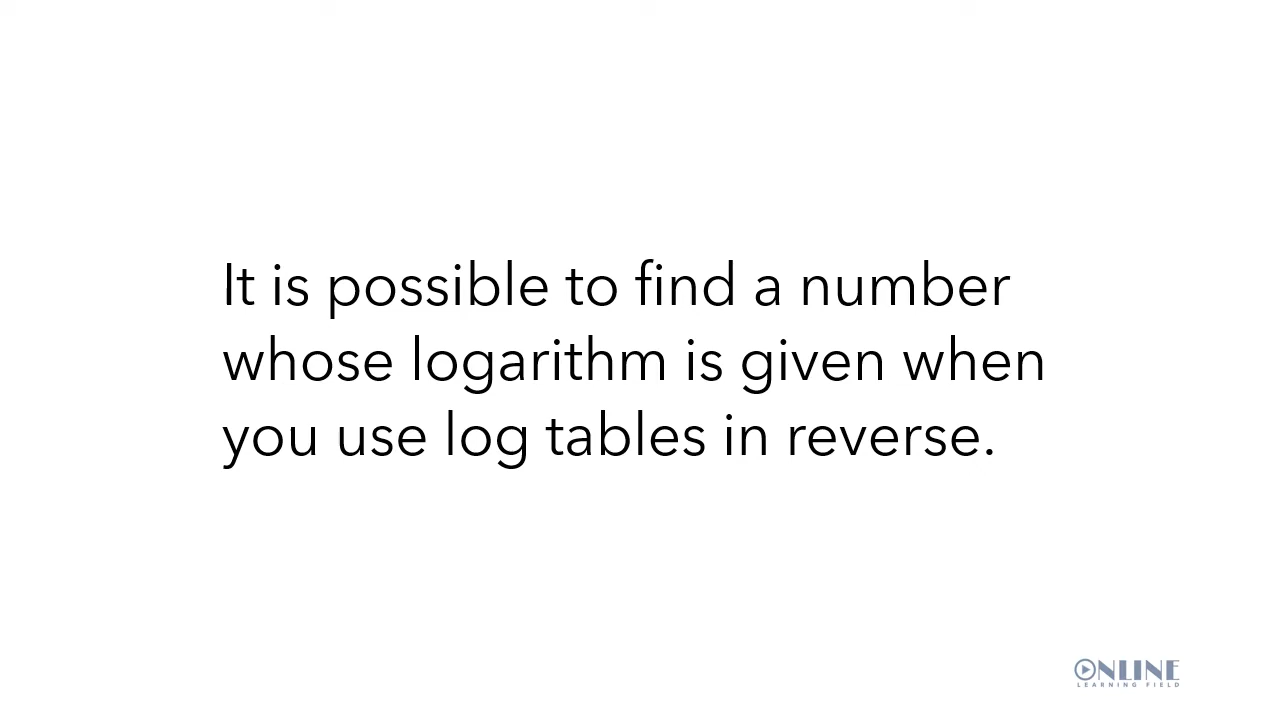 It is possible to find a number
whose logarithm is given when
you use log tables in reverse.
ONLINE
LEARNING FIELD